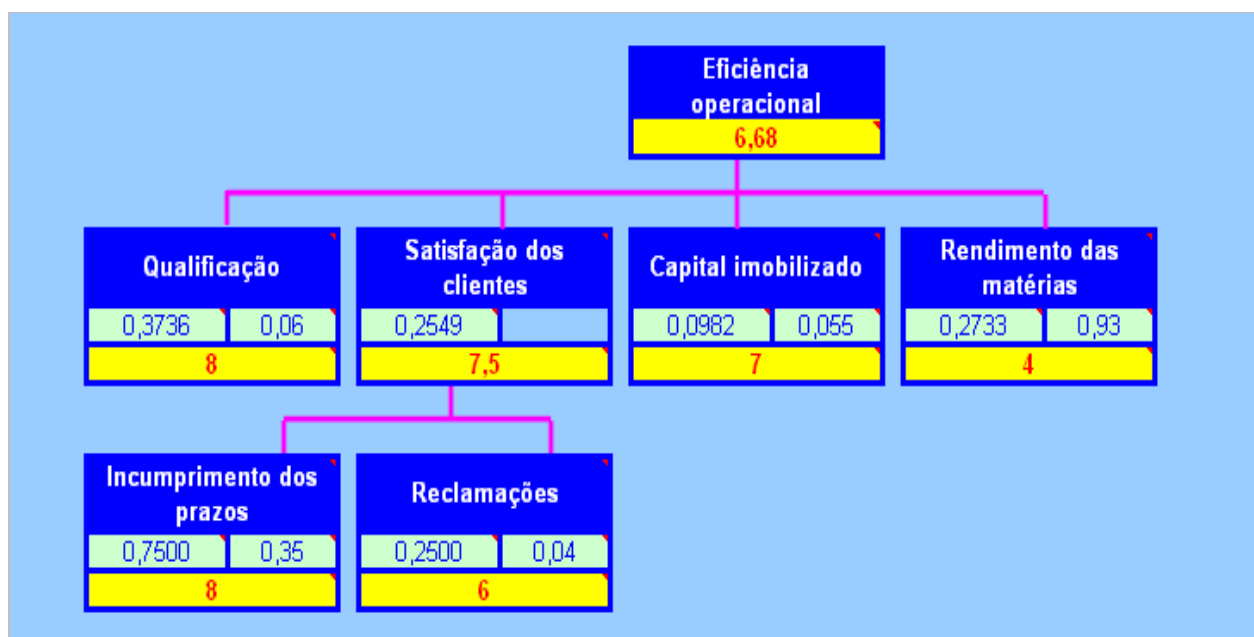 Eficiência
operacional
6,68
Qualificação
0,3736 0,06
8
Satisfação dos
clientes
0,2549
7,5
Capital imobilizado
0,0982 0,055
7
Rendimento das
matérias
0,2733 0,93
4
Incumprimento dos
prazos
0,7500 0,35
8
Reclamações
0,2500 0,04
6